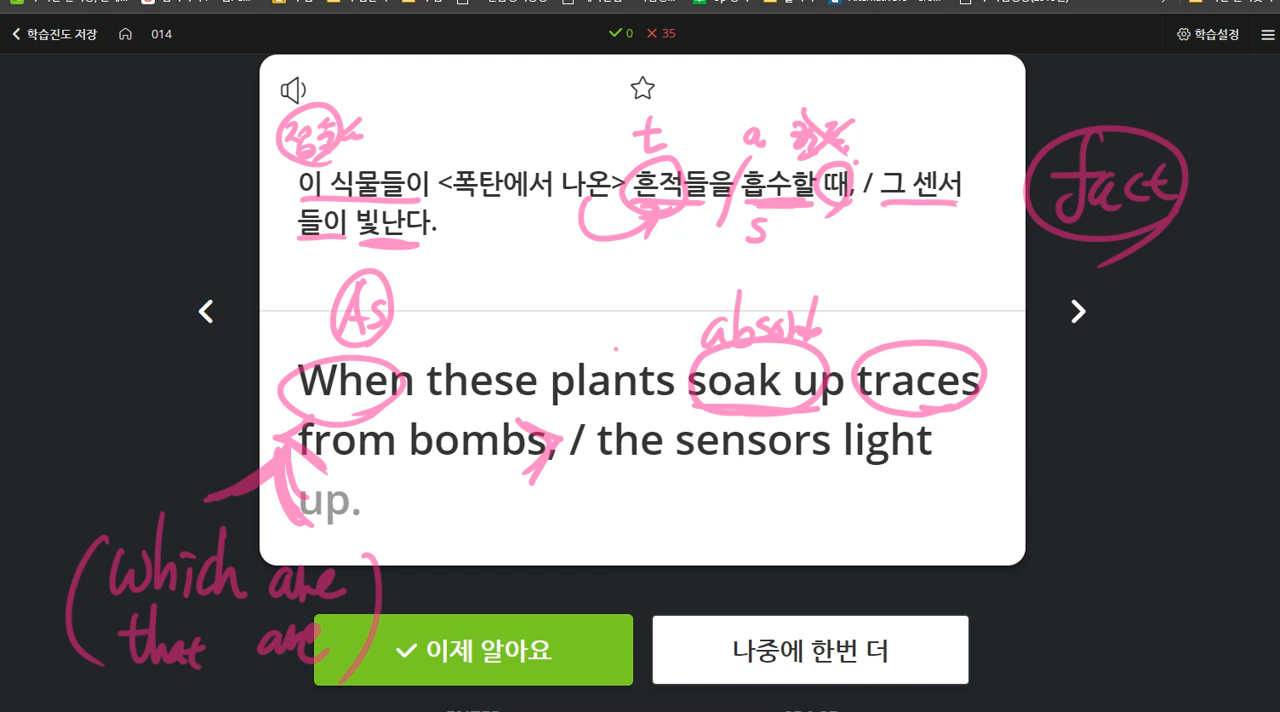 학습진도 저장 014 0 35 학습설정
t a
이 식물들이 <폭탄에서 나온> 흔적들을 / 흡수할 때, / 그 센서
들이 빛난다.
s
fact
As
absorb
When these plants soak up traces
from bombs, / the sensors light
up.
(which are
that are)
이제 알아요
나중에 한번 더